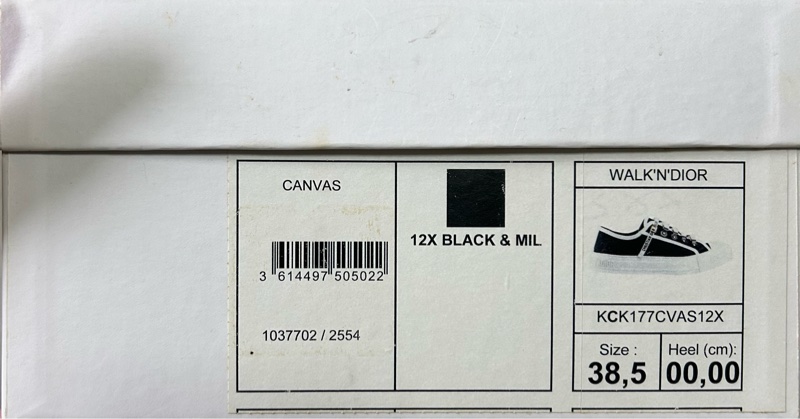 CANVAS
3 614497 505022
1037702 / 2554
12X BLACK & MIL
WALK'N'DIOR
KCK177CVAS12X
Size :
38,5
Heel (cm):
00,00